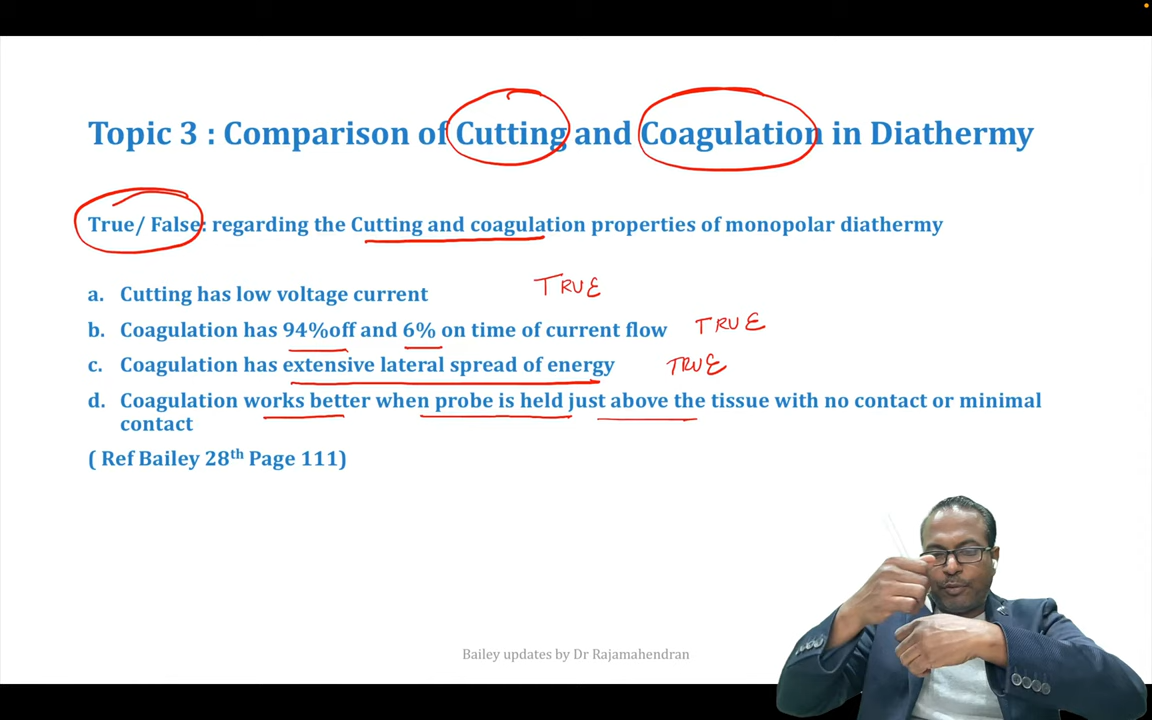 Topic 3 : Comparison of Cutting and Coagulation in Diathermy
True/ False: regarding the Cutting and coagulation properties of monopolar diathermy
a. Cutting has low voltage current TRUE
b. Coagulation has 94%off and 6% on time of current flow TRUE
c. Coagulation has extensive lateral spread of energy TRUE
d. Coagulation works better when probe is held just above the tissue with no contact or minimal
contact
( Ref Bailey 28th Page 111)
Bailey updates by Dr Rajamahendran